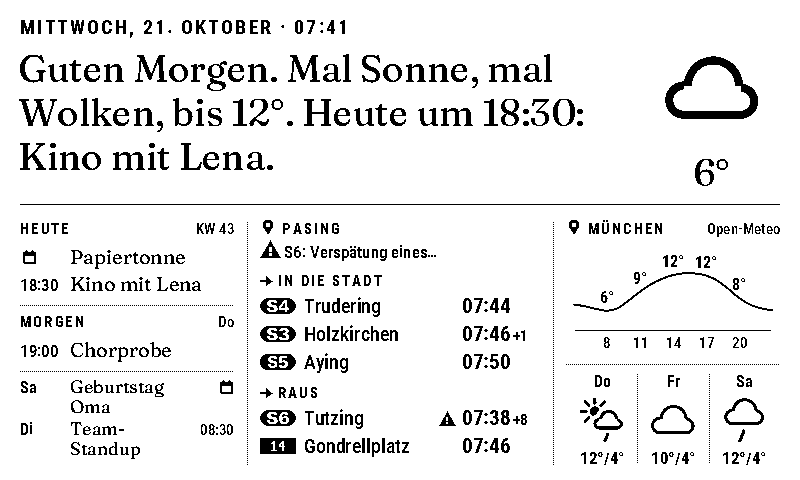 MITTWOCH, 21. OKTOBER · 07:41
Guten Morgen. Mal Sonne, mal
Wolken, bis 12°. Heute um 18:30:
Kino mit Lena.
6°
HEUTE KW 43
Papiertonne
18:30 Kino mit Lena
MORGEN Do
19:00 Chorprobe
Sa Geburtstag
Oma
Di Team- 08:30
Standup
PASING
S6: Verspätung eines…
IN DIE STADT
S4 Trudering 07:44
S3 Holzkirchen 07:46+1
S5 Aying 07:50
RAUS
S6 Tutzing 07:38+8
14 Gondrellplatz 07:46
MÜNCHEN Open-Meteo
6° 9° 12° 12° 8°
8 11 14 17 20
Do Fr Sa
12°/4° 10°/4° 12°/4°